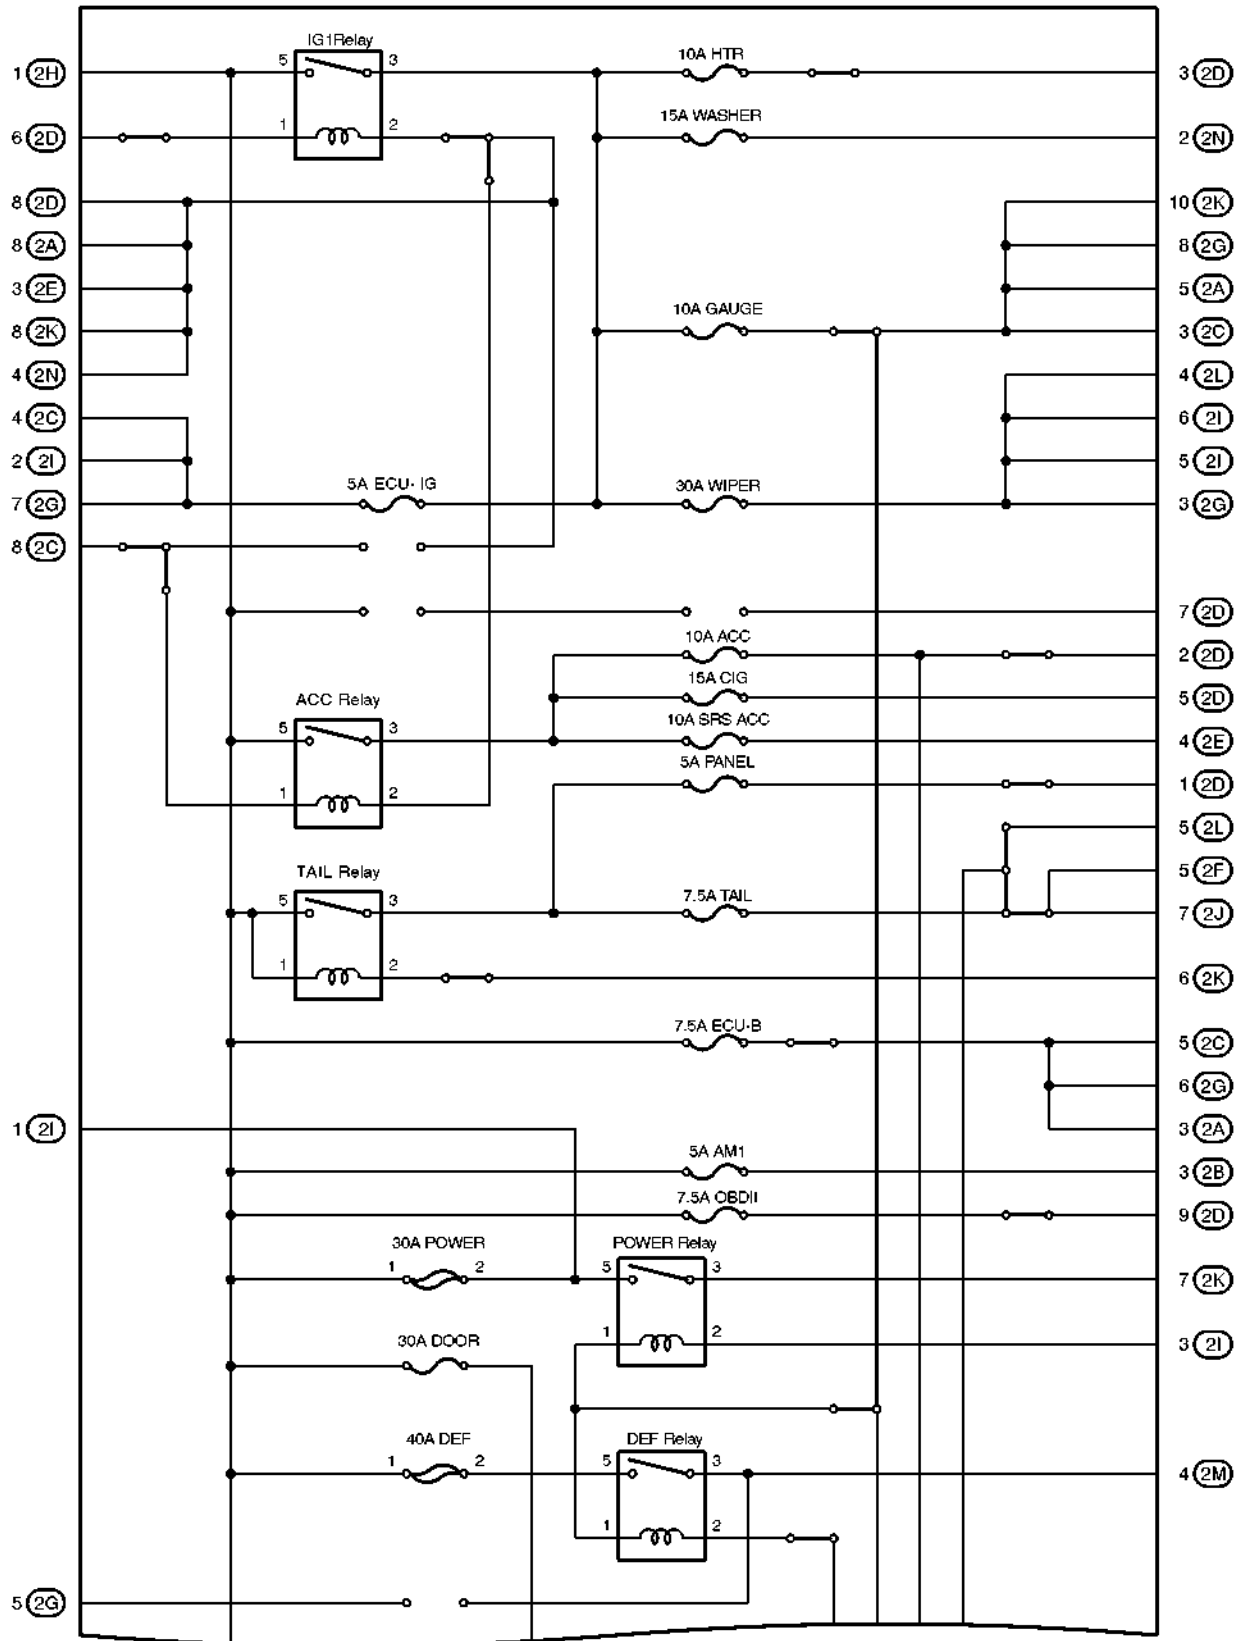 IG1Relay
10A HTR
1 2H 5 3 3 2D
15A WASHER
6 2D 1 2 2 2N
8 2D 10 2K
8 2A 8 2G
3 2E 5 2A
10A GAUGE
8 2K 3 2C
4 2N 4 2L
4 2C 6 2I
2 2I 5 2I
5A ECU-IG 30A WIPER
7 2G 3 2G
8 2C
7 2D
10A ACC
2 2D
15A CIG
ACC Relay 5 2D
10A SRS ACC
5 3 4 2E
5A PANEL
1 2D
1 2
5 2L
TAIL Relay 5 2F
7.5A TAIL
5 3 7 2J
1 2 6 2K
7.5A ECU-B
5 2C
6 2G
1 2I 3 2A
5A AM1
3 2B
7.5A OBDII
9 2D
30A POWER POWER Relay
1 2 5 3 7 2K
30A DOOR 1 2 3 2I
40A DEF DEF Relay
1 2 5 3 4 2M
1 2
5 2G